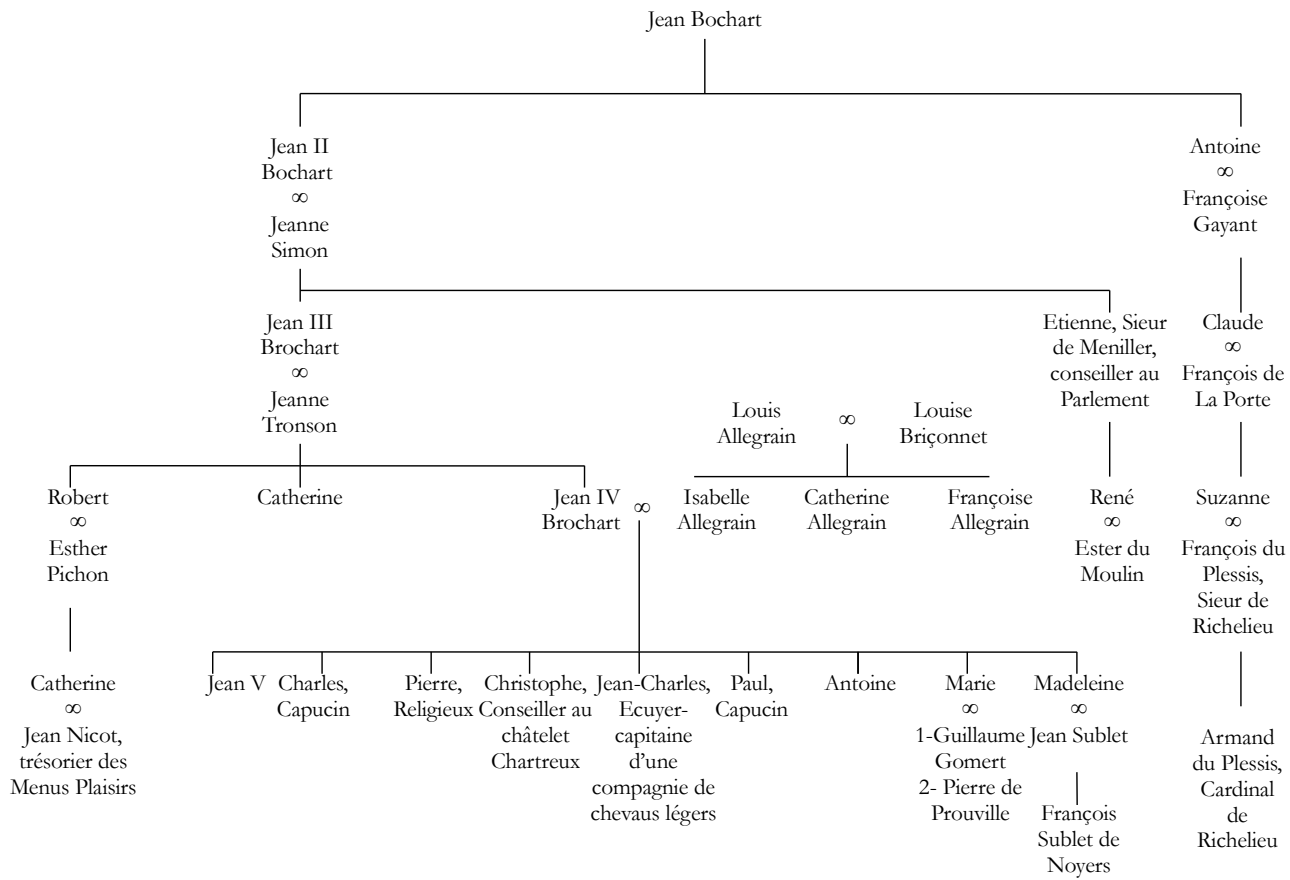 Jean Bochart
Jean II
Bochart
∞
Jeanne
Simon
Antoine
∞
Françoise
Gayant
Jean III
Brochart
∞
Jeanne
Tronson
Etienne, Sieur
de Meniller,
conseiller au
Parlement
Claude
∞
François de
La Porte
Louis
Allegrain
∞
Louise
Briçonnet
Robert
∞
Esther
Pichon
Catherine
Jean IV
Brochart
∞
Isabelle
Allegrain
Catherine
Allegrain
Françoise
Allegrain
René
∞
Ester du
Moulin
Suzanne
∞
François du
Plessis,
Sieur de
Richelieu
Catherine
∞
Jean Nicot,
trésorier des
Menus Plaisirs
Jean V
Charles,
Capucin
Pierre,
Religieux
Christophe,
Conseiller au
châtelet
Chartreux
Jean-Charles,
Ecuyer-
capitaine
d'une
compagnie de
chevaus légers
Paul,
Capucin
Antoine
Marie
∞
1-Guillaume
Gomert
2- Pierre de
Prouville
Madeleine
∞
Jean Sublet
François
Sublet de
Noyers
Armand
du Plessis,
Cardinal
de
Richelieu